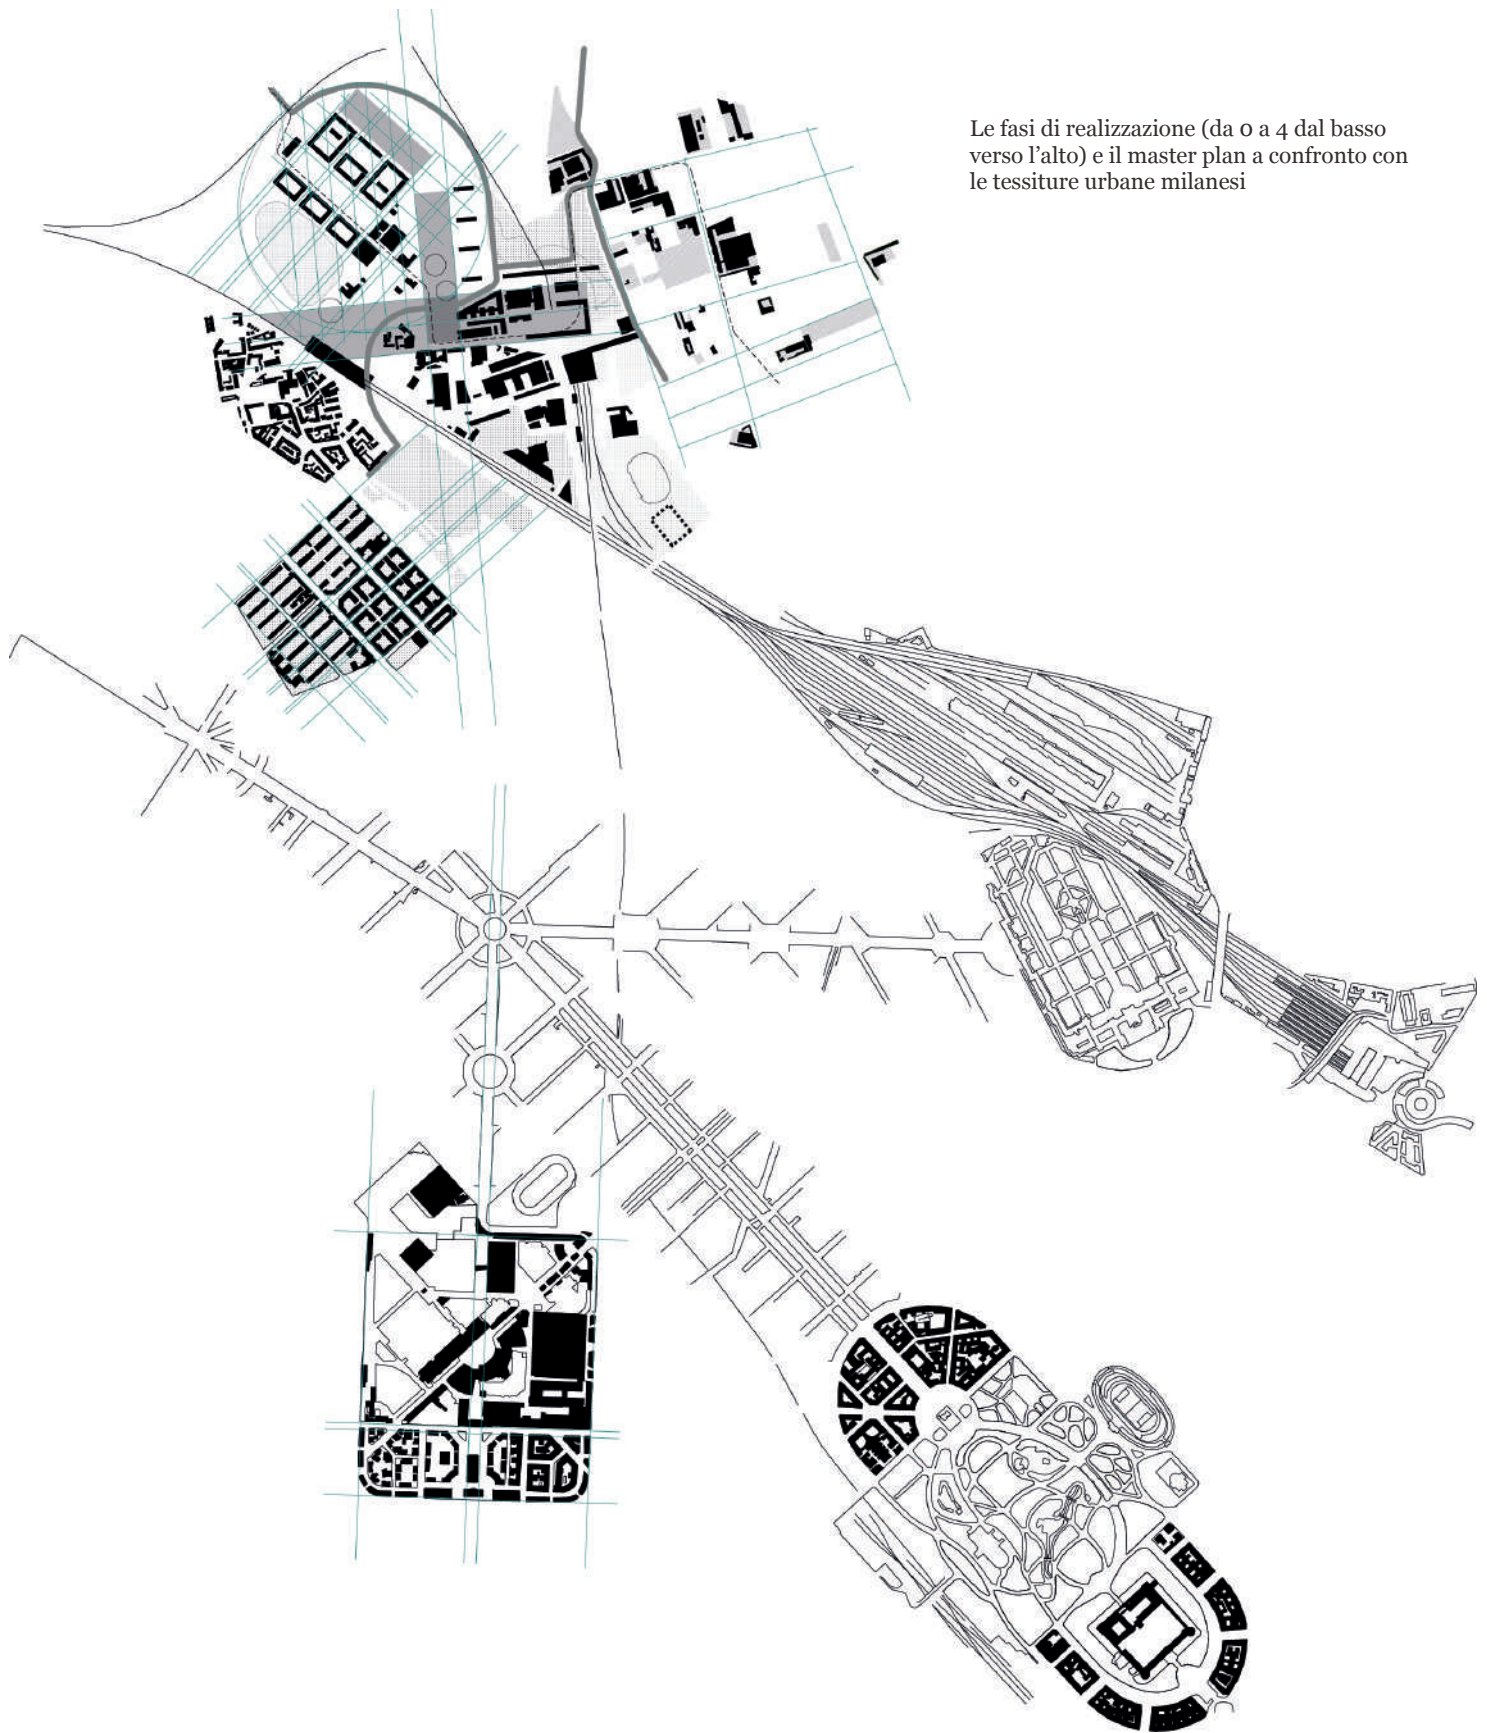 Le fasi di realizzazione (da 0 a 4 dal basso
verso l'alto) e il master plan a confronto con
le tessiture urbane milanesi